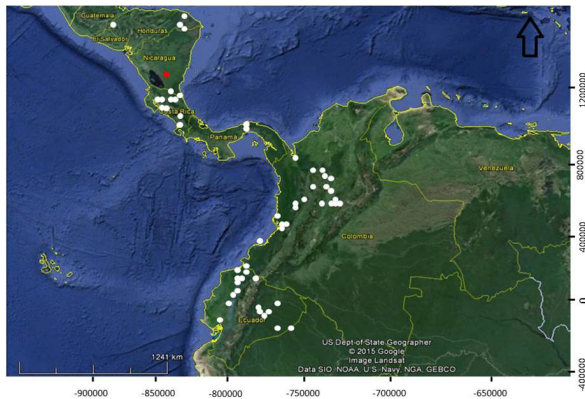 Guatemala
Honduras
El Salvador
Nicaragua
Costa Rica
Panama
Venezuela
Colombia
Ecuador
1200000
800000
400000
0
-400000
1241 km
US Dept of State Geographer
© 2015 Google
Image Landsat
Data SIO, NOAA, U.S. Navy, NGA, GEBCO
-900000
-850000
-800000
-750000
-700000
-650000